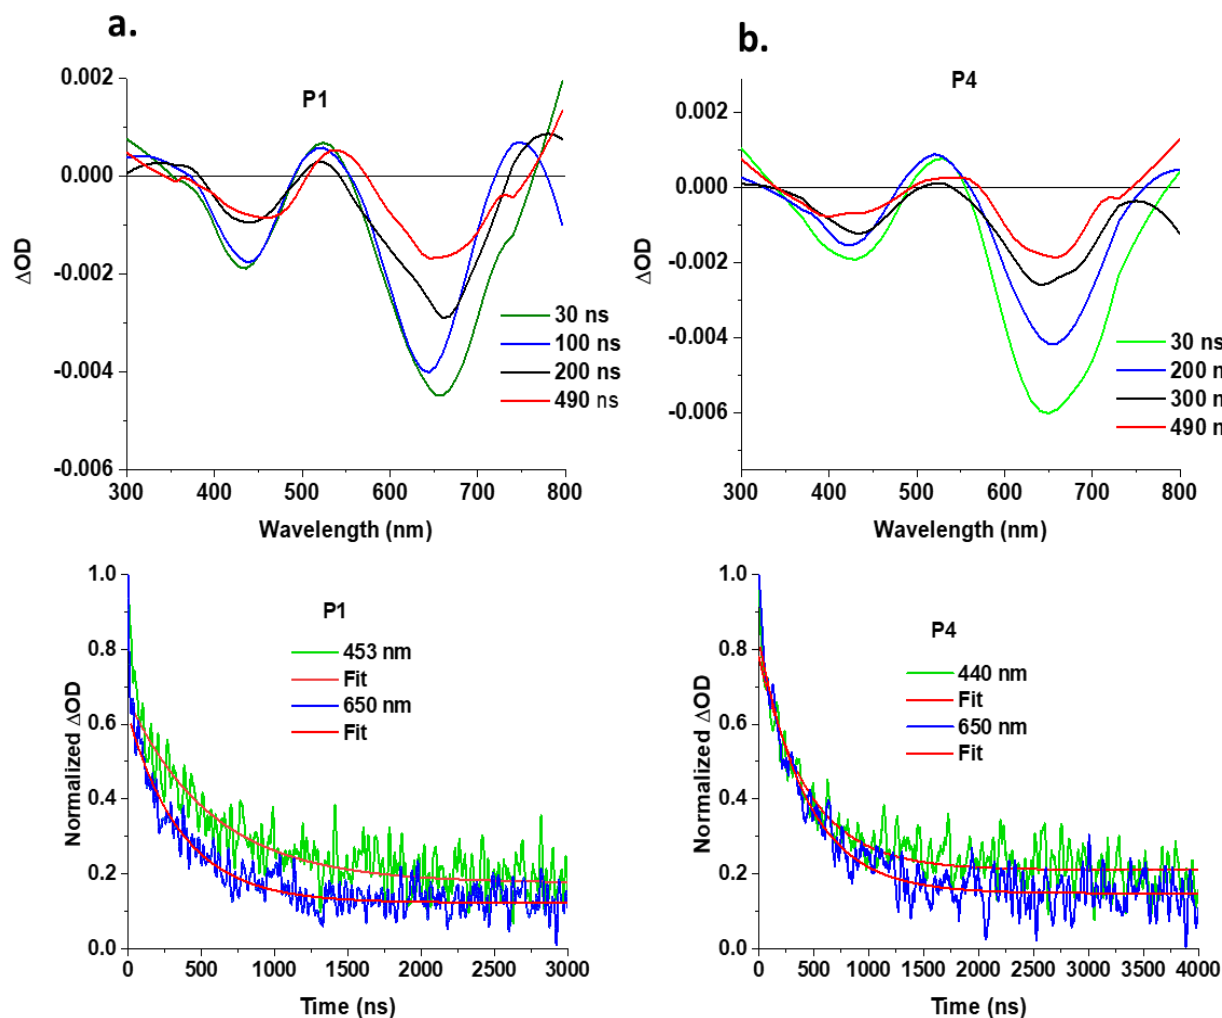 a.
0.002
0.000
-0.002
-0.004
-0.006
ΔOD
P1
30 ns
100 ns
200 ns
490 ns
300 400 500 600 700 800
Wavelength (nm)
b.
0.002
0.000
-0.002
-0.004
-0.006
ΔOD
P4
30 ns
200 n
300 n
490 n
300 400 500 600 700 800
Wavelength (nm)
1.0
0.8
0.6
0.4
0.2
0.0
Normalized ΔOD
P1
453 nm
Fit
650 nm
Fit
0 500 1000 1500 2000 2500 3000
Time (ns)
1.0
0.8
0.6
0.4
0.2
0.0
Normalized ΔOD
P4
440 nm
Fit
650 nm
Fit
0 500 1000 1500 2000 2500 3000 3500 4000
Time (ns)